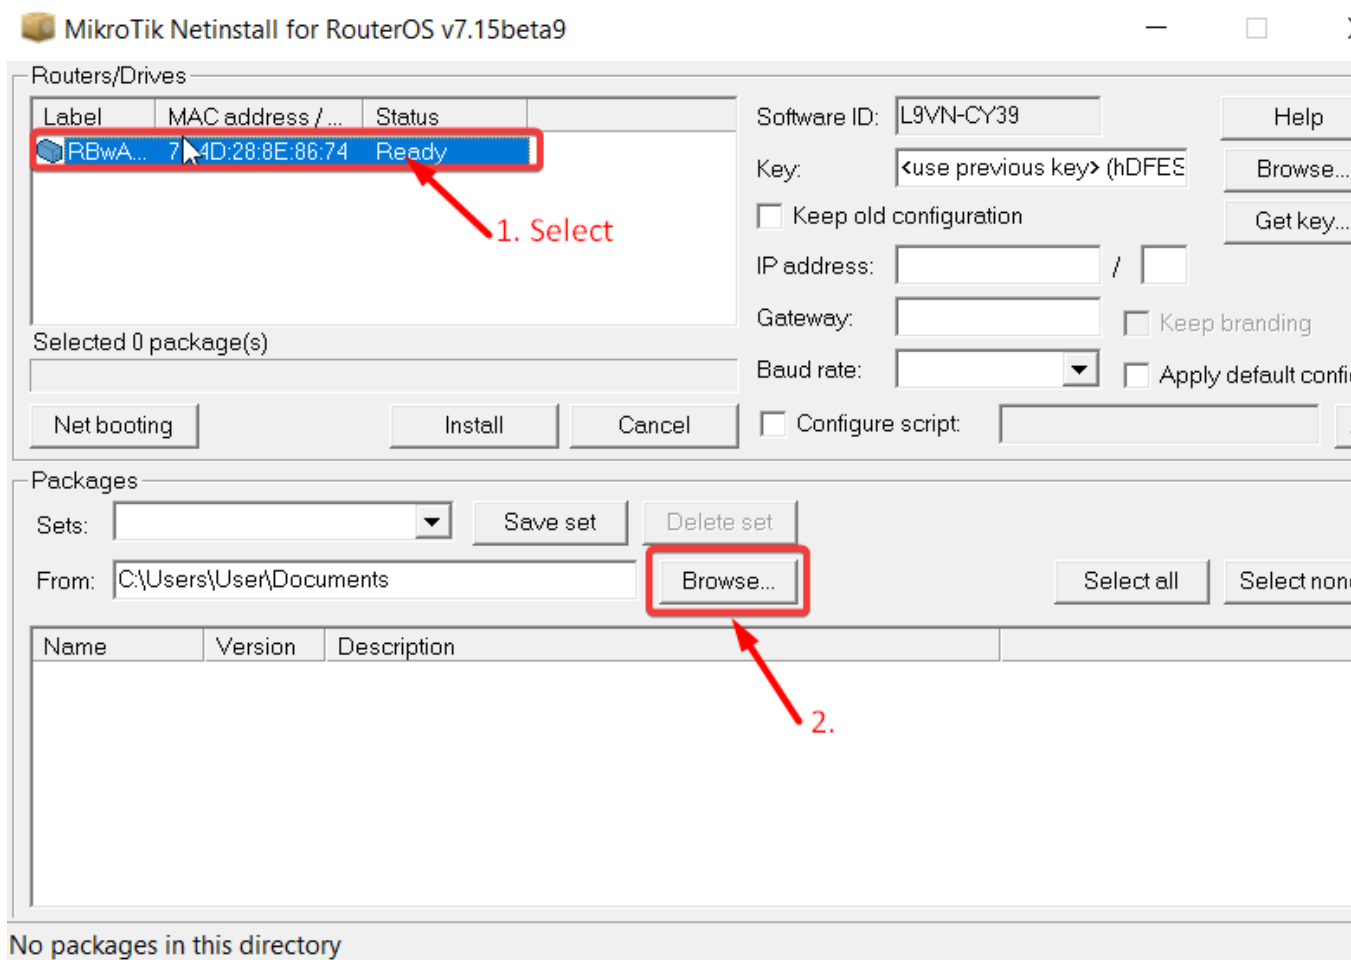 MikroTik Netinstall for RouterOS v7.15beta9
Routers/Drives
Label MAC address / ... Status
RBwA... 4D:28:8E:86:74 Ready
1. Select
Selected 0 package(s)
Net booting Install Cancel
Software ID: L9VN-CY39 Help
Key: <use previous key> (hDFES Browse...
Keep old configuration Get key...
IP address: /
Gateway: Keep branding
Baud rate: Apply default confi
Configure script:
Packages
Sets: Save set Delete set
From: C:\Users\User\Documents Browse... Select all Select none
Name Version Description
2.
No packages in this directory